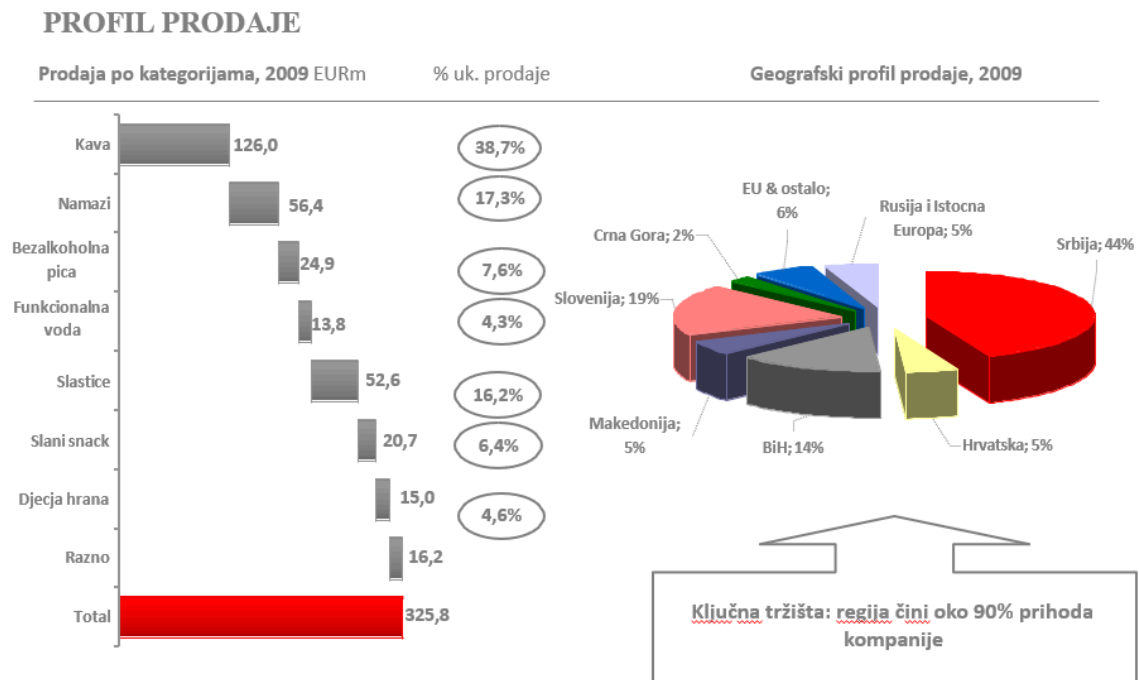 PROFIL PRODAJE
Prodaja po kategorijama, 2009 EURm
% uk. prodaje
Geografski profil prodaje, 2009
Kava
126,0
38,7%
Namazi
56,4
17,3%
Bezalkoholna
pica
24,9
7,6%
Funkcionalna
voda
13,8
4,3%
Slastice
52,6
16,2%
Slani snack
20,7
6,4%
Djecja hrana
15,0
4,6%
Razno
16,2
Total
325,8
EU & ostalo;
6%
Rusija i Istocna
Europa; 5%
Crna Gora; 2%
Srbija; 44%
Slovenija; 19%
Makedonija;
5%
BiH; 14%
Hrvatska; 5%
Ključna tržišta: regija čini oko 90% prihoda
kompanije